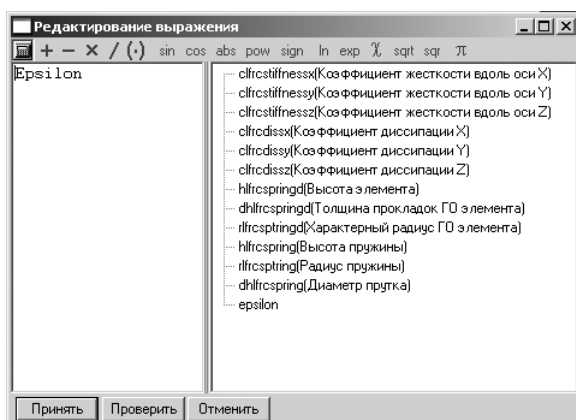 Редактирование выражения
+ − × / (·) sin cos abs pow sign ln exp χ sqrt sqr π
Epsilon
clfrcstiffnessx(Коэффициент жесткости вдоль оси X)
clfrcstiffnessy(Коэффициент жесткости вдоль оси Y)
clfrcstiffnessz(Коэффициент жесткости вдоль оси Z)
clfrcdissx(Коэффициент диссипации X)
clfrcdissy(Коэффициент диссипации Y)
clfrcdissz(Коэффициент диссипации Z)
hlfrcspringd(Высота элемента)
dhlfrcspringd(Толщина прокладок ГО элемента)
rlfrcsptringd(Характерный радиус ГО элемента)
hlfrcspring(Высота пружины)
rlfrcsptring(Радиус пружины)
dhlfrcspring(Диаметр прутка)
epsilon
Принять Проверить Отменить